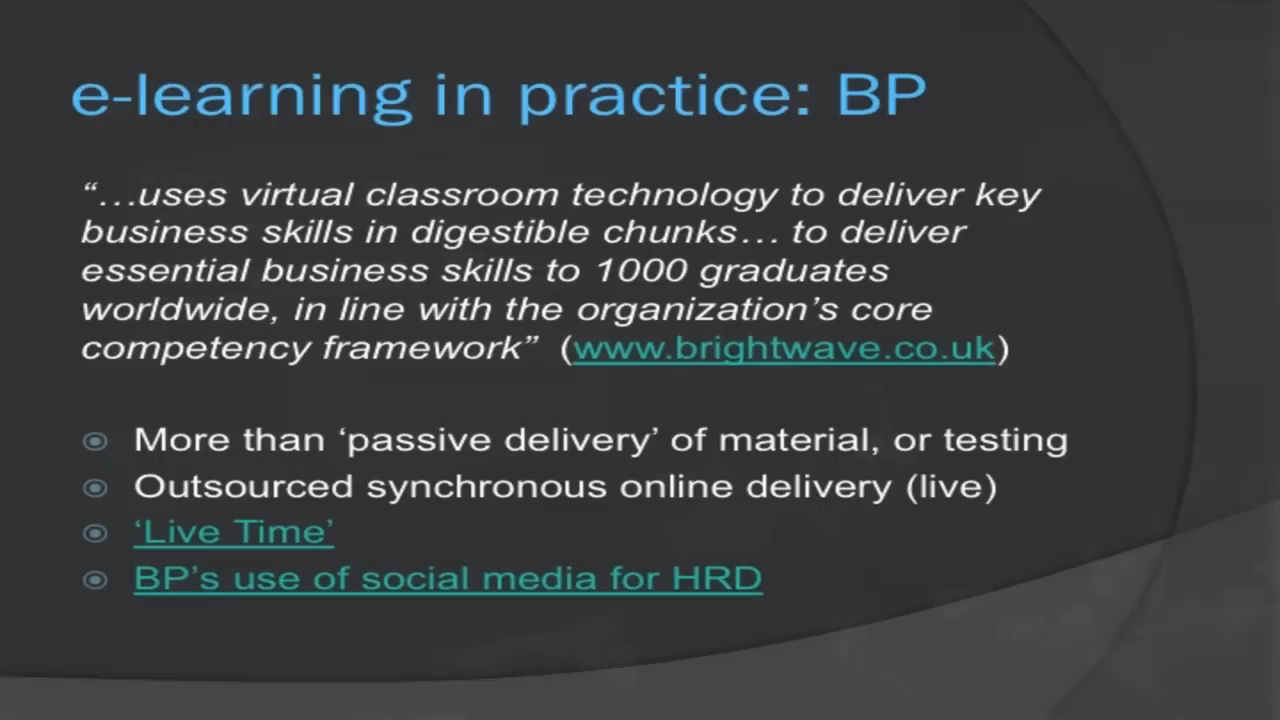 e-learning in practice: BP
“…uses virtual classroom technology to deliver key
business skills in digestible chunks… to deliver
essential business skills to 1000 graduates
worldwide, in line with the organization’s core
competency framework” (www.brightwave.co.uk)
More than ‘passive delivery’ of material, or testing
Outsourced synchronous online delivery (live)
‘Live Time’
BP’s use of social media for HRD